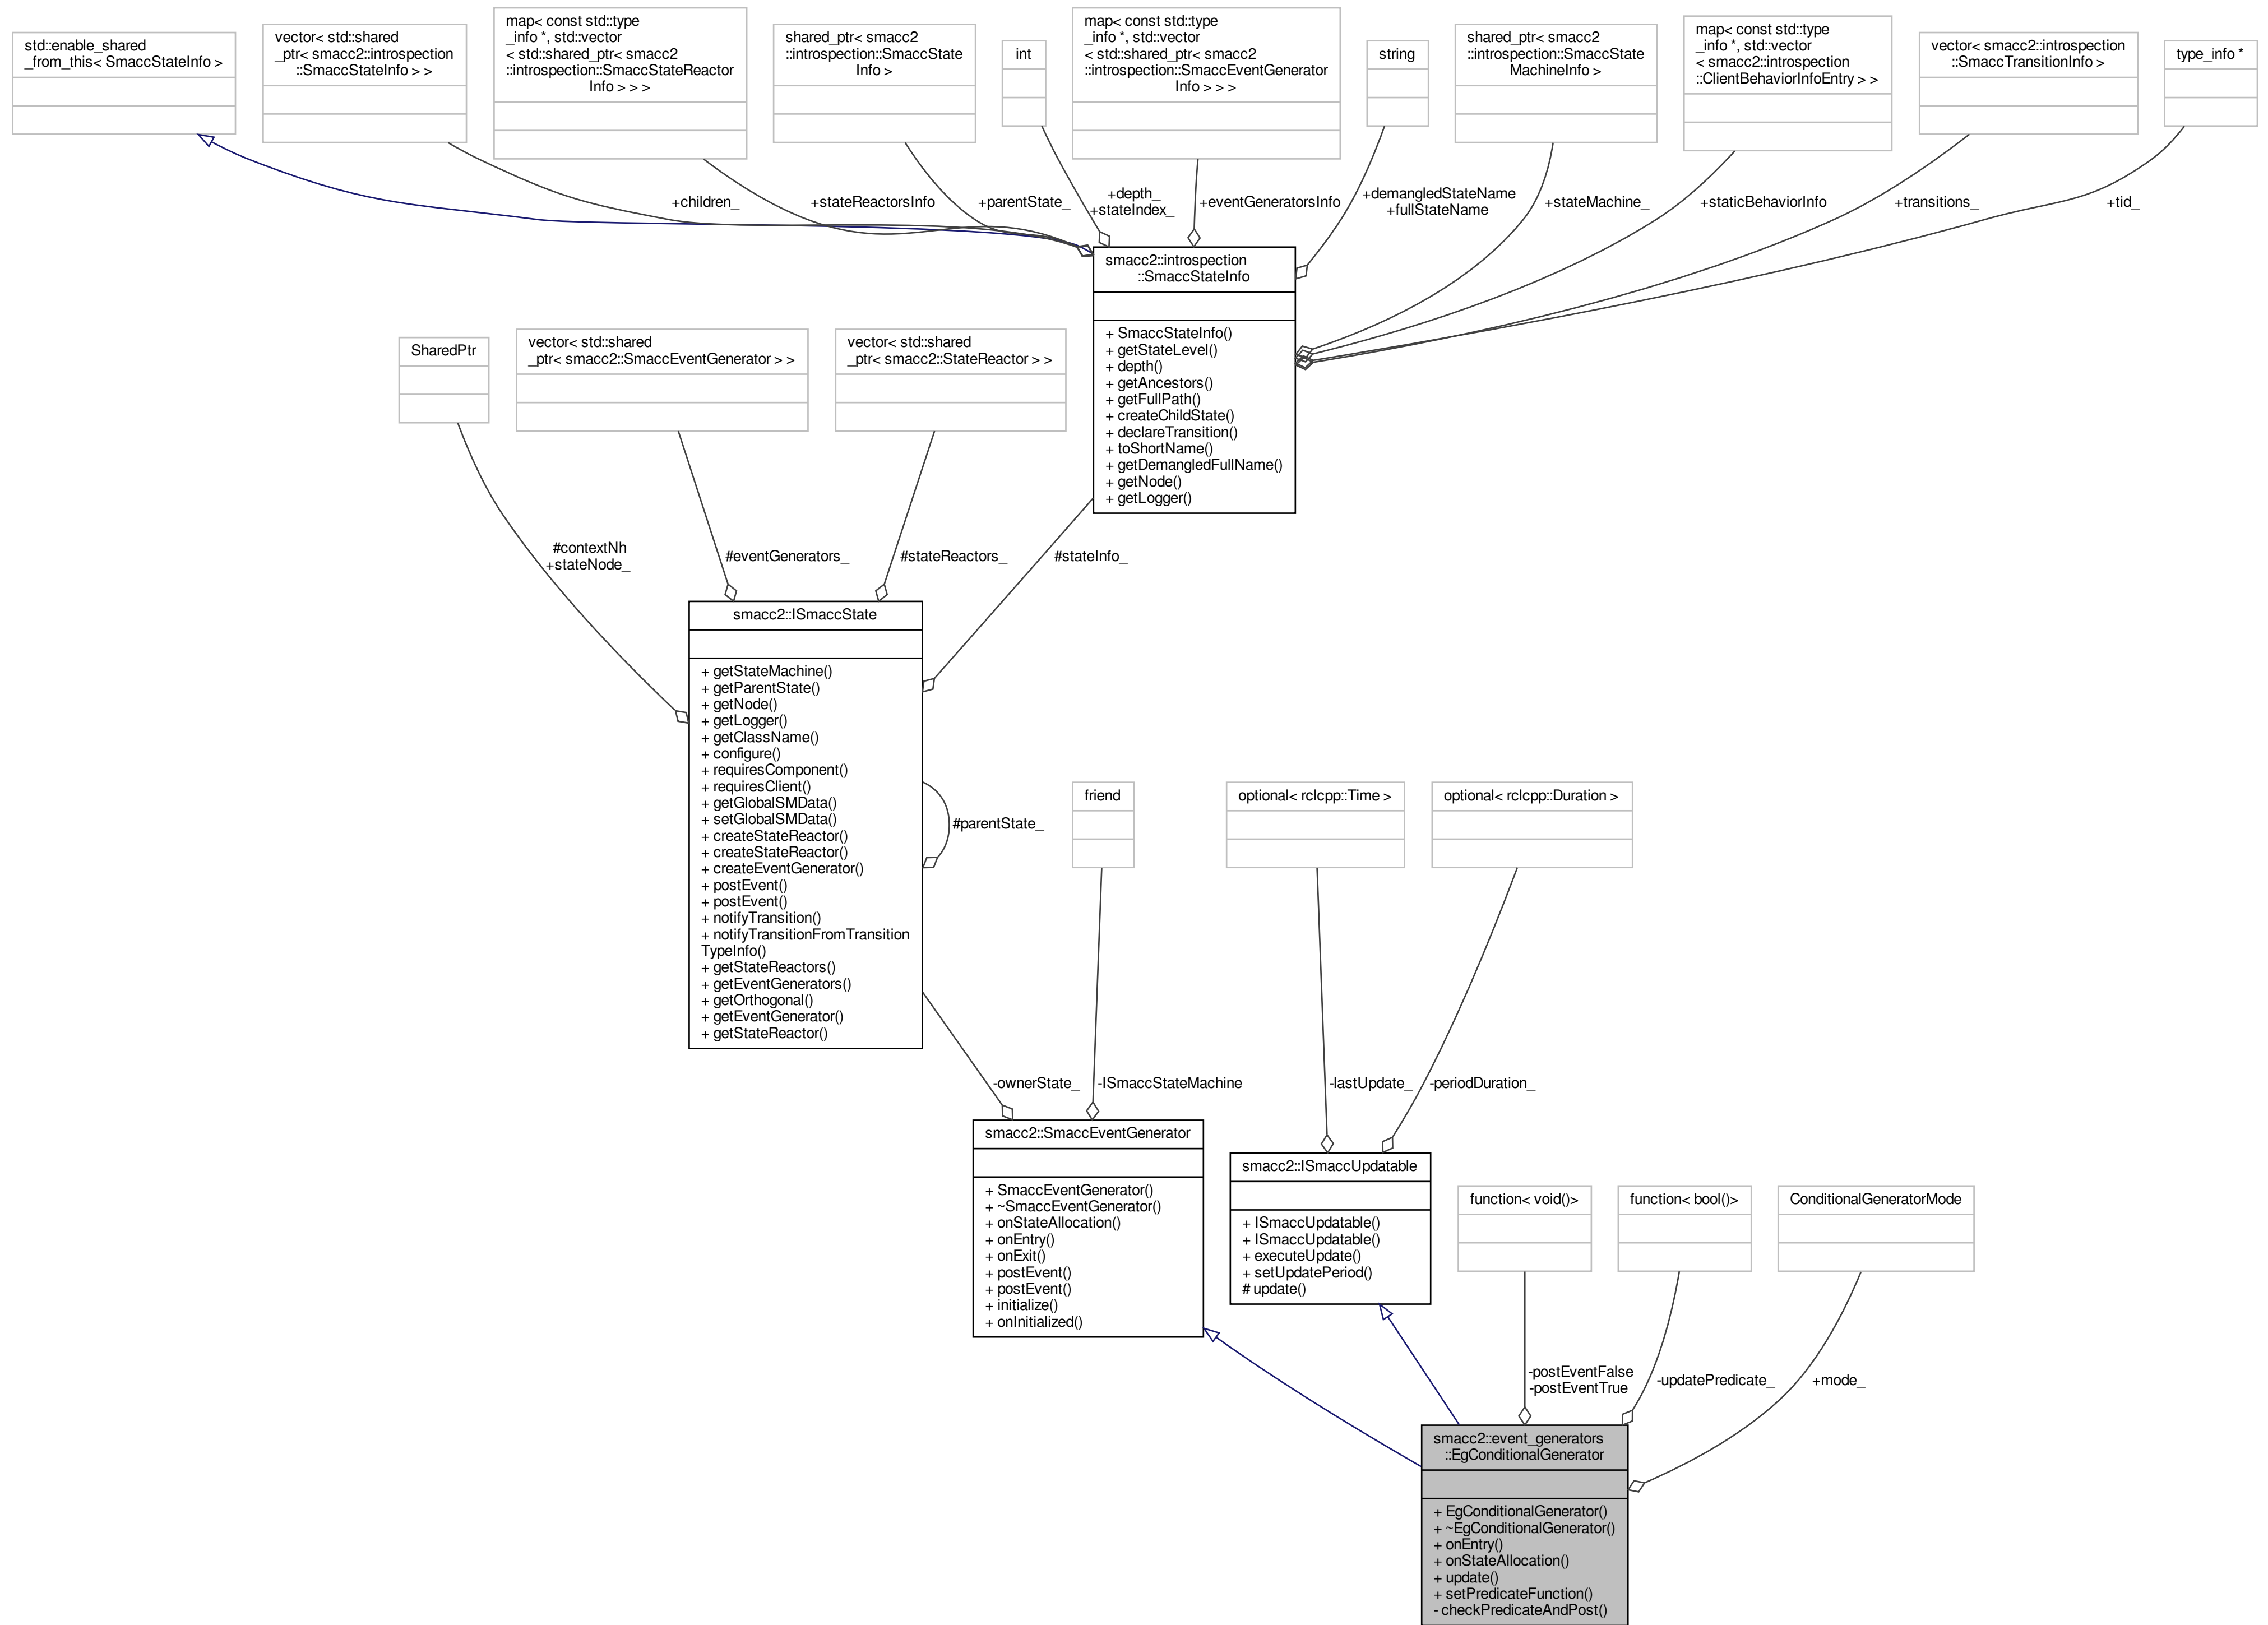 std::enable_shared
_from_this< SmaccStateInfo >
vector< std::shared
_ptr< smacc2::introspection
::SmaccStateInfo > >
map< const std::type
_info *, std::vector
< std::shared_ptr< smacc2
::introspection::SmaccStateReactor
Info > > >
shared_ptr< smacc2
::introspection::SmaccState
Info >
int
map< const std::type
_info *, std::vector
< std::shared_ptr< smacc2
::introspection::SmaccEventGenerator
Info > > >
string
shared_ptr< smacc2
::introspection::SmaccState
MachineInfo >
map< const std::type
_info *, std::vector
< smacc2::introspection
::ClientBehaviorInfoEntry > >
vector< smacc2::introspection
::SmaccTransitionInfo >
type_info *
+children_
+stateReactorsInfo
+parentState_
+depth_
+stateIndex_
+eventGeneratorsInfo
+demangledStateName
+fullStateName
+stateMachine_
+staticBehaviorInfo
+transitions_
+tid_
smacc2::introspection
::SmaccStateInfo
+ SmaccStateInfo()
+ getStateLevel()
+ depth()
+ getAncestors()
+ getFullPath()
+ createChildState()
+ declareTransition()
+ toShortName()
+ getDemangledFullName()
+ getNode()
+ getLogger()
SharedPtr
vector< std::shared
_ptr< smacc2::SmaccEventGenerator > >
vector< std::shared
_ptr< smacc2::StateReactor > >
#contextNh
+stateNode_
#eventGenerators_
#stateReactors_
#stateInfo_
smacc2::ISmaccState
+ getStateMachine()
+ getParentState()
+ getNode()
+ getLogger()
+ getClassName()
+ configure()
+ requiresComponent()
+ requiresClient()
+ getGlobalSMData()
+ setGlobalSMData()
+ createStateReactor()
+ createStateReactor()
+ createEventGenerator()
+ postEvent()
+ postEvent()
+ notifyTransition()
+ notifyTransitionFromTransition
TypeInfo()
+ getStateReactors()
+ getEventGenerators()
+ getOrthogonal()
+ getEventGenerator()
+ getStateReactor()
#parentState_
friend
optional< rclcpp::Time >
optional< rclcpp::Duration >
-ownerState_
-ISmaccStateMachine
-lastUpdate_
-periodDuration_
smacc2::SmaccEventGenerator
+ SmaccEventGenerator()
+ ~SmaccEventGenerator()
+ onStateAllocation()
+ onEntry()
+ onExit()
+ postEvent()
+ postEvent()
+ initialize()
+ onInitialized()
smacc2::ISmaccUpdatable
+ ISmaccUpdatable()
+ ISmaccUpdatable()
+ executeUpdate()
+ setUpdatePeriod()
# update()
function< void()>
function< bool()>
ConditionalGeneratorMode
-postEventFalse
-postEventTrue
-updatePredicate_
+mode_
smacc2::event_generators
::EgConditionalGenerator
+ EgConditionalGenerator()
+ ~EgConditionalGenerator()
+ onEntry()
+ onStateAllocation()
+ update()
+ setPredicateFunction()
- checkPredicateAndPost()